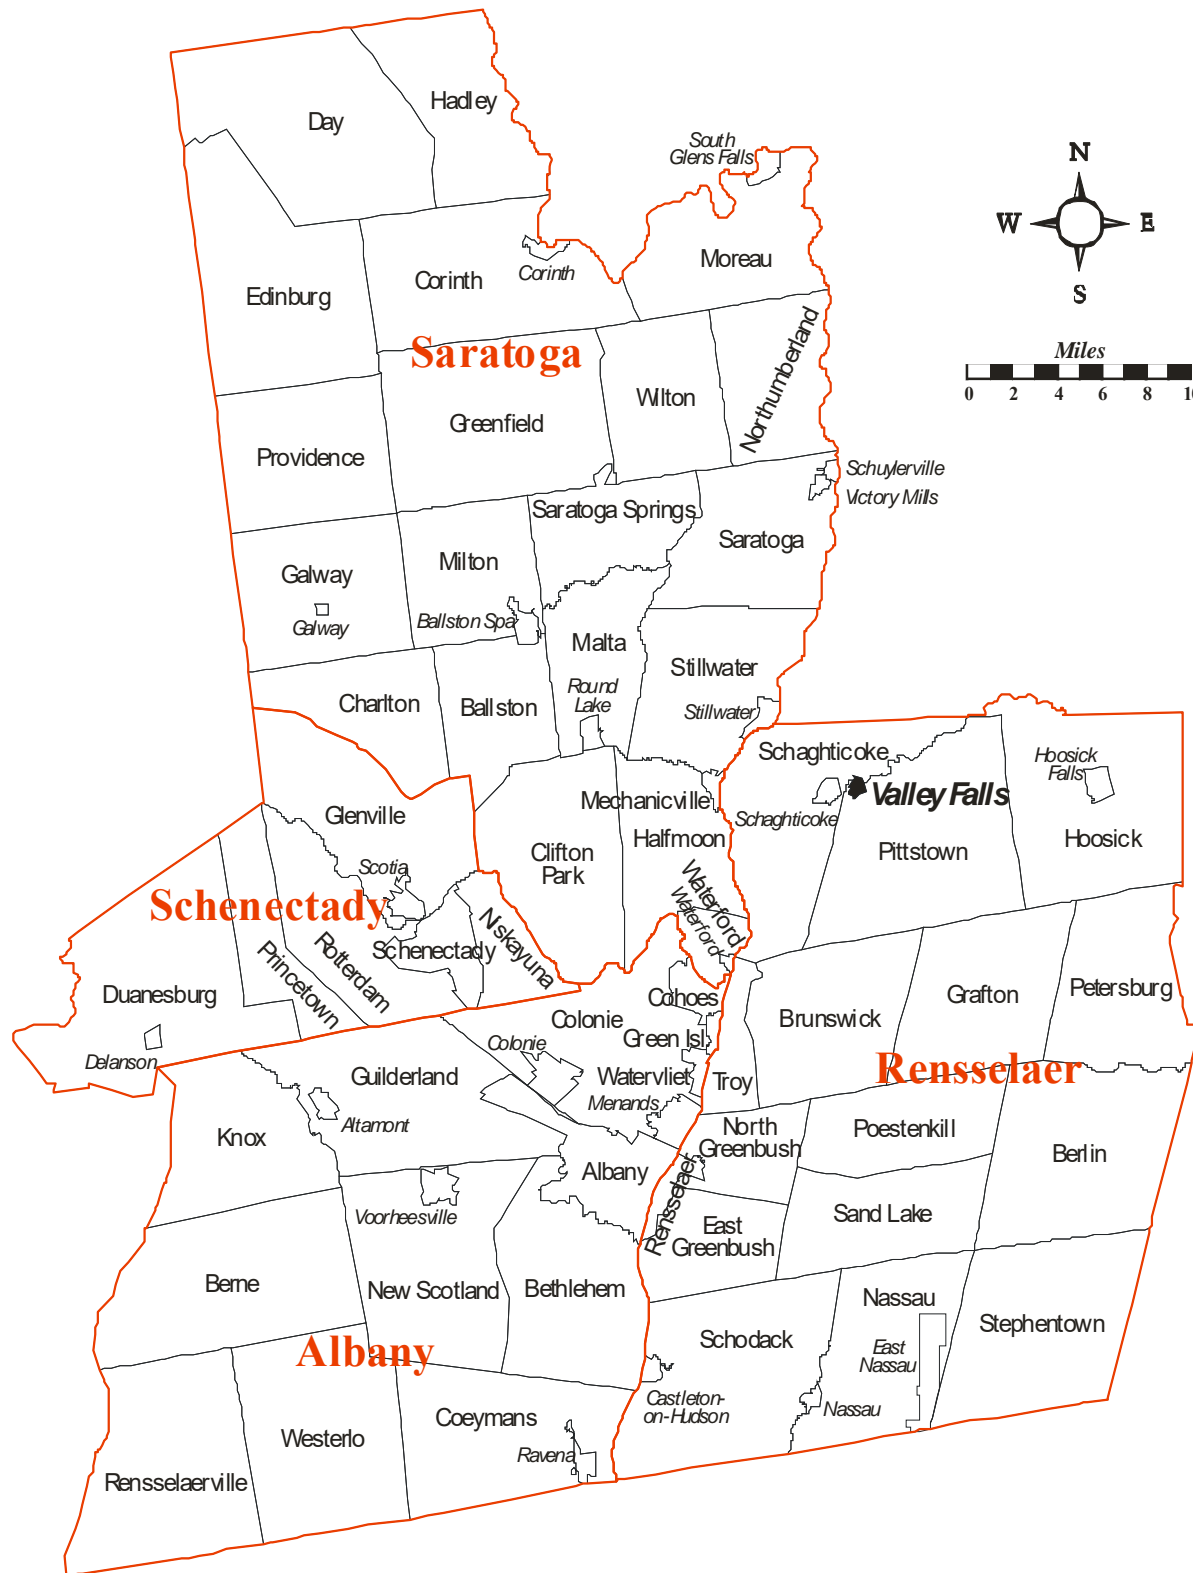 Hadley
Day
South
Glens Falls
N
W
E
S
Moreau
Corinth
Corinth
Edinburg
Northumberland
Saratoga
Miles
0 2 4 6 8 10
Wilton
Greenfield
Providence
Schuylerville
Victory Mills
Saratoga Springs
Saratoga
Milton
Galway
Galway
Ballston Spa
Malta
Stillwater
Round
Lake
Charlton
Ballston
Stillwater
Schaghticoke
Hoosick
Falls
Valley Falls
Mechanicville
Schaghticoke
Glenville
Halfmoon
Hoosick
Clifton
Park
Pittstown
Scotia
Schenectady
Waterford
Waterford
Niskayuna
Schenectady
Rotterdam
Princetown
Duanesburg
Cohoes
Grafton
Petersburg
Colonie
Brunswick
Green Isl.
Colonie
Delanson
Guilderland
Watervliet
Troy
Rensselaer
Menands
Altamont
Knox
North
Greenbush
Poestenkill
Berlin
Albany
Rensselaer
Voorheesville
Sand Lake
East
Greenbush
Berne
New Scotland
Bethlehem
Nassau
Stephentown
Schodack
Albany
East
Nassau
Castleton-
on-Hudson
Nassau
Coeymans
Westerlo
Ravena
Rensselaerville